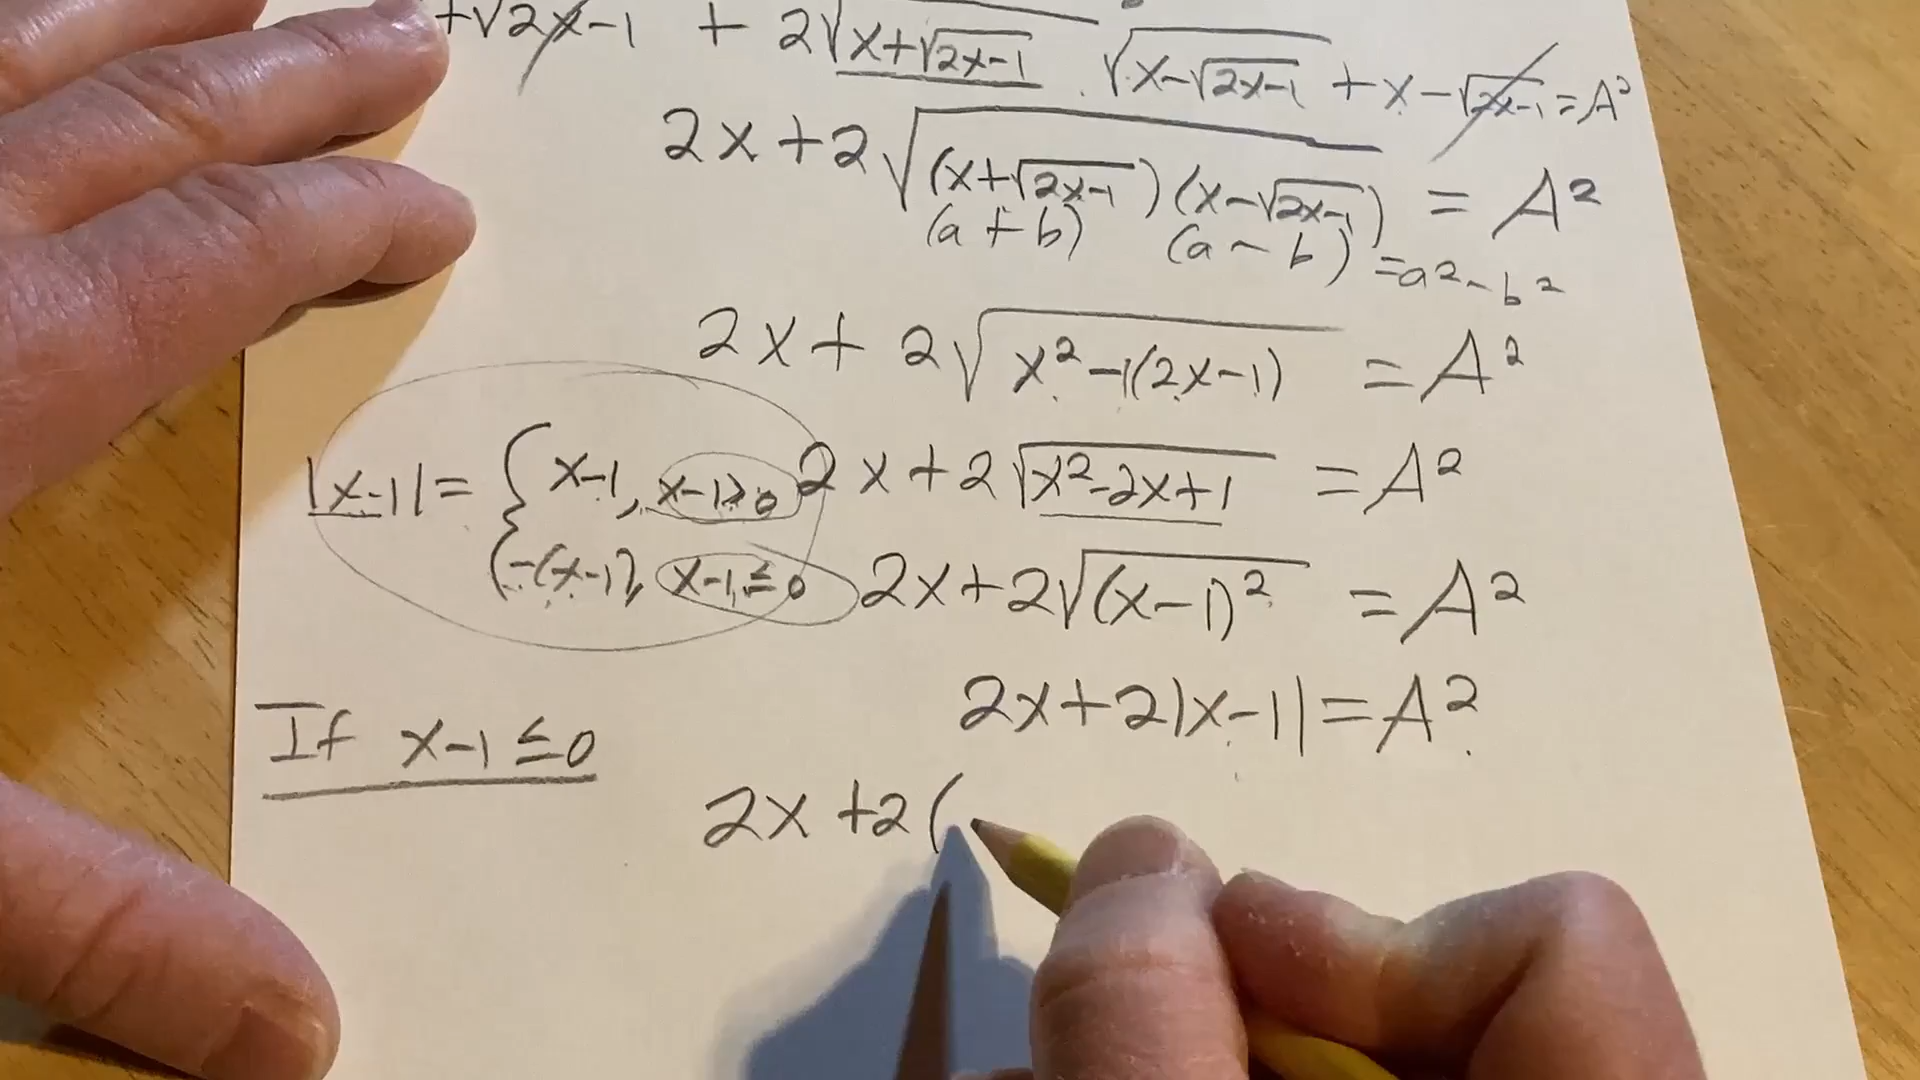 +√2x-1 + 2√x+√2x-1 · √x-√2x-1 + x-√2x-1 = A²
2x+2√(x+√2x-1)(x-√2x-1) = A²
(a+b) (a-b) =a²-b²
2x+2√x²-1(2x-1) = A²
|x-1|= { x-1, x-1≥0
-(x-1), x-1≤0
2x+2√x²-2x+1 = A²
2x+2√(x-1)² = A²
2x+2|x-1|=A²
If x-1≤0
2x+2(